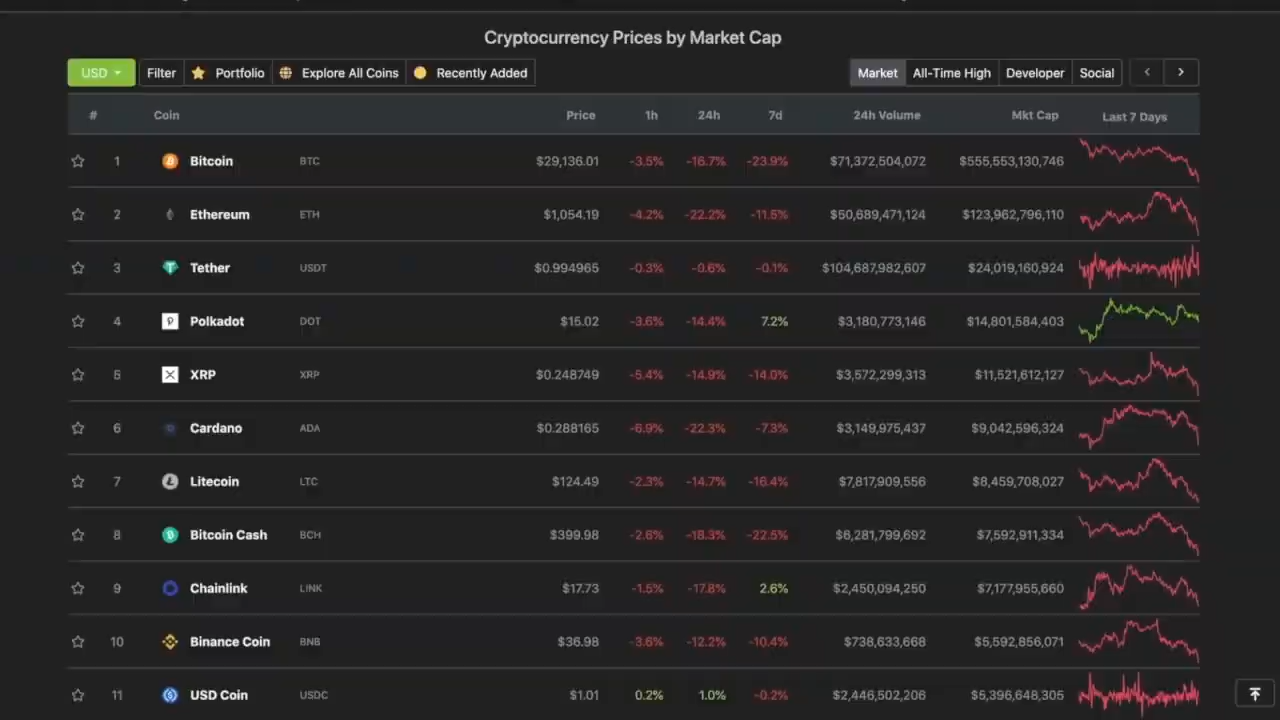 Cryptocurrency Prices by Market Cap
USD Filter Portfolio Explore All Coins Recently Added Market All-Time High Developer Social
# Coin Price 1h 24h 7d 24h Volume Mkt Cap Last 7 Days
1 Bitcoin BTC $29,136.01 -3.5% -16.7% -23.9% $71,372,504,072 $555,553,130,746
2 Ethereum ETH $1,054.19 -4.2% -22.2% -11.5% $50,689,471,124 $123,962,796,110
3 Tether USDT $0.994965 -0.3% -0.6% -0.1% $104,687,982,607 $24,019,160,924
4 Polkadot DOT $15.02 -3.6% -14.4% 7.2% $3,180,773,146 $14,801,584,403
5 XRP XRP $0.248749 -5.4% -14.9% -14.0% $3,572,299,313 $11,521,612,127
6 Cardano ADA $0.288165 -6.9% -22.3% -7.3% $3,149,975,437 $9,042,596,324
7 Litecoin LTC $124.49 -2.3% -14.7% -16.4% $7,817,909,556 $8,459,708,027
8 Bitcoin Cash BCH $399.98 -2.6% -18.3% -22.5% $6,281,799,692 $7,592,911,334
9 Chainlink LINK $17.73 -1.5% -17.8% 2.6% $2,450,094,250 $7,177,955,660
10 Binance Coin BNB $36.98 -3.6% -12.2% -10.4% $738,633,668 $5,592,856,071
11 USD Coin USDC $1.01 0.2% 1.0% -0.2% $2,446,502,206 $5,396,648,305